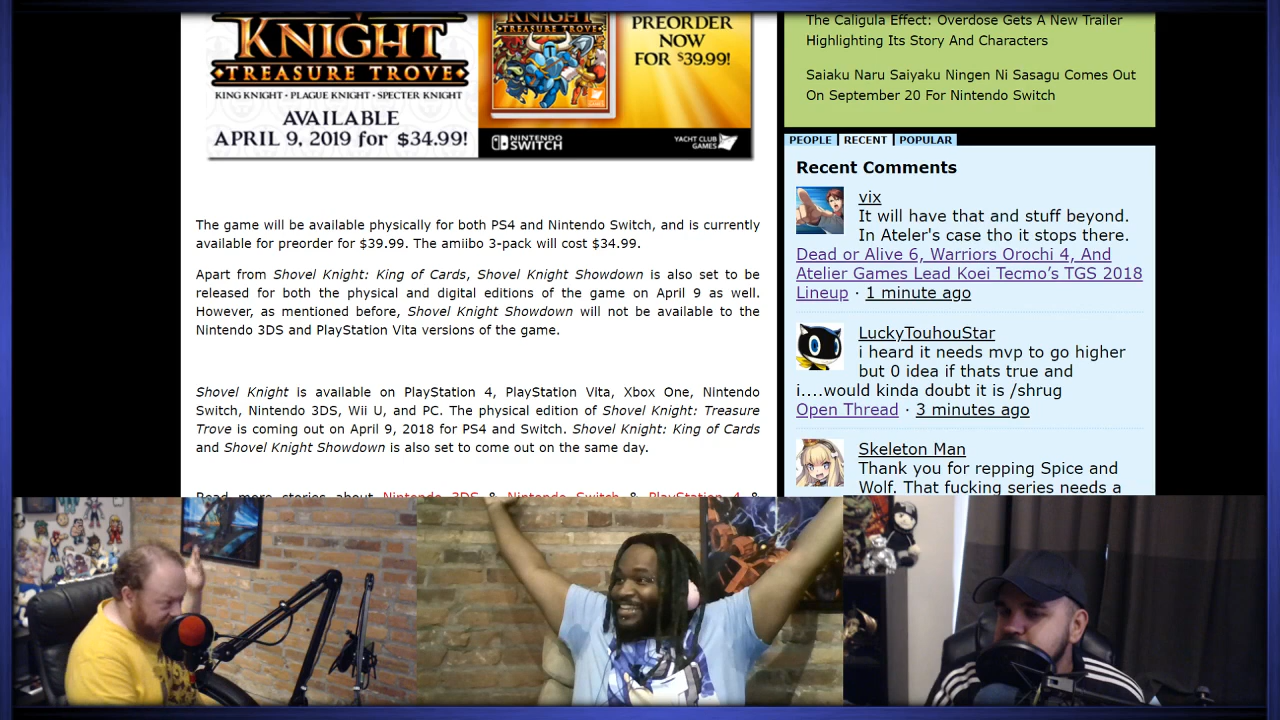 KNIGHT
TREASURE TROVE
KING KNIGHT • PLAGUE KNIGHT • SPECTER KNIGHT
AVAILABLE
APRIL 9, 2019 for $34.99!
KNIGHT
TREASURE TROVE
PREORDER
NOW
FOR $39.99!
NINTENDO
SWITCH
YACHT CLUB
GAMES
The game will be available physically for both PS4 and Nintendo Switch, and is currently
available for preorder for $39.99. The amiibo 3-pack will cost $34.99.
Apart from Shovel Knight: King of Cards, Shovel Knight Showdown is also set to be
released for both the physical and digital editions of the game on April 9 as well.
However, as mentioned before, Shovel Knight Showdown will not be available to the
Nintendo 3DS and PlayStation Vita versions of the game.
Shovel Knight is available on PlayStation 4, PlayStation Vita, Xbox One, Nintendo
Switch, Nintendo 3DS, Wii U, and PC. The physical edition of Shovel Knight: Treasure
Trove is coming out on April 9, 2018 for PS4 and Switch. Shovel Knight: King of Cards
and Shovel Knight Showdown is also set to come out on the same day.
Read more stories about Nintendo 3DS & Nintendo Switch & PlayStation 4 &
The Caligula Effect: Overdose Gets A New Trailer
Highlighting Its Story And Characters
Saiaku Naru Saiyaku Ningen Ni Sasagu Comes Out
On September 20 For Nintendo Switch
PEOPLE RECENT POPULAR
Recent Comments
vix
It will have that and stuff beyond.
In Ateler's case tho it stops there.
Dead or Alive 6, Warriors Orochi 4, And
Atelier Games Lead Koei Tecmo’s TGS 2018
Lineup · 1 minute ago
LuckyTouhouStar
i heard it needs mvp to go higher
but 0 idea if thats true and
i....would kinda doubt it is /shrug
Open Thread · 3 minutes ago
Skeleton Man
Thank you for repping Spice and
Wolf. That fucking series needs a